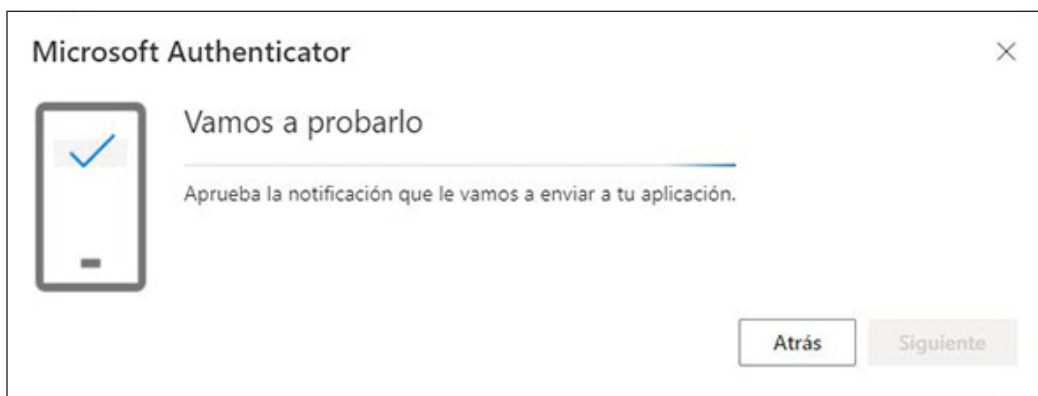 Microsoft Authenticator
Vamos a probarlo
Aprueba la notificación que le vamos a enviar a tu aplicación.
Atrás
Siguiente